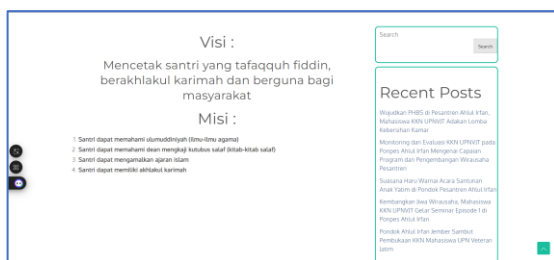 Visi :
Mencetak santri yang tafaqquh fiddin,
berakhlakul karimah dan berguna bagi
masyarakat
Misi :
1. Santri dapat memahami ulumuddiniyah (ilmu-ilmu agama)
2. Santri dapat memahami dean mengkaji kutubus salaf (kitab-kitab salaf)
3. Santri dapat mengamalkan ajaran islam
4. Santri dapat memiliki akhlakul karimah
Search
Search
Recent Posts
Wujudkan PHBS di Pesantren Ahlul Irfan,
Mahasiswa KKN UPNVJT Adakan Lomba
Kebersihan Kamar
Monitoring dan Evaluasi KKN UPNVJT pada
Ponpes Ahlul Irfan Mengenai Capaian
Program dan Pengembangan Wirausaha
Pesantren
Suasana Haru Warnai Acara Santunan
Anak Yatim di Pondok Pesantren Ahlul Irfan
Kembangkan Jiwa Wirausaha, Mahasiswa
KKN UPNVJT Gelar Seminar Episode 1 di
Ponpes Ahlul Irfan
Pondok Ahlul Irfan Jember Sambut
Pembukaan KKN Mahasiswa UPN Veteran
Jatim